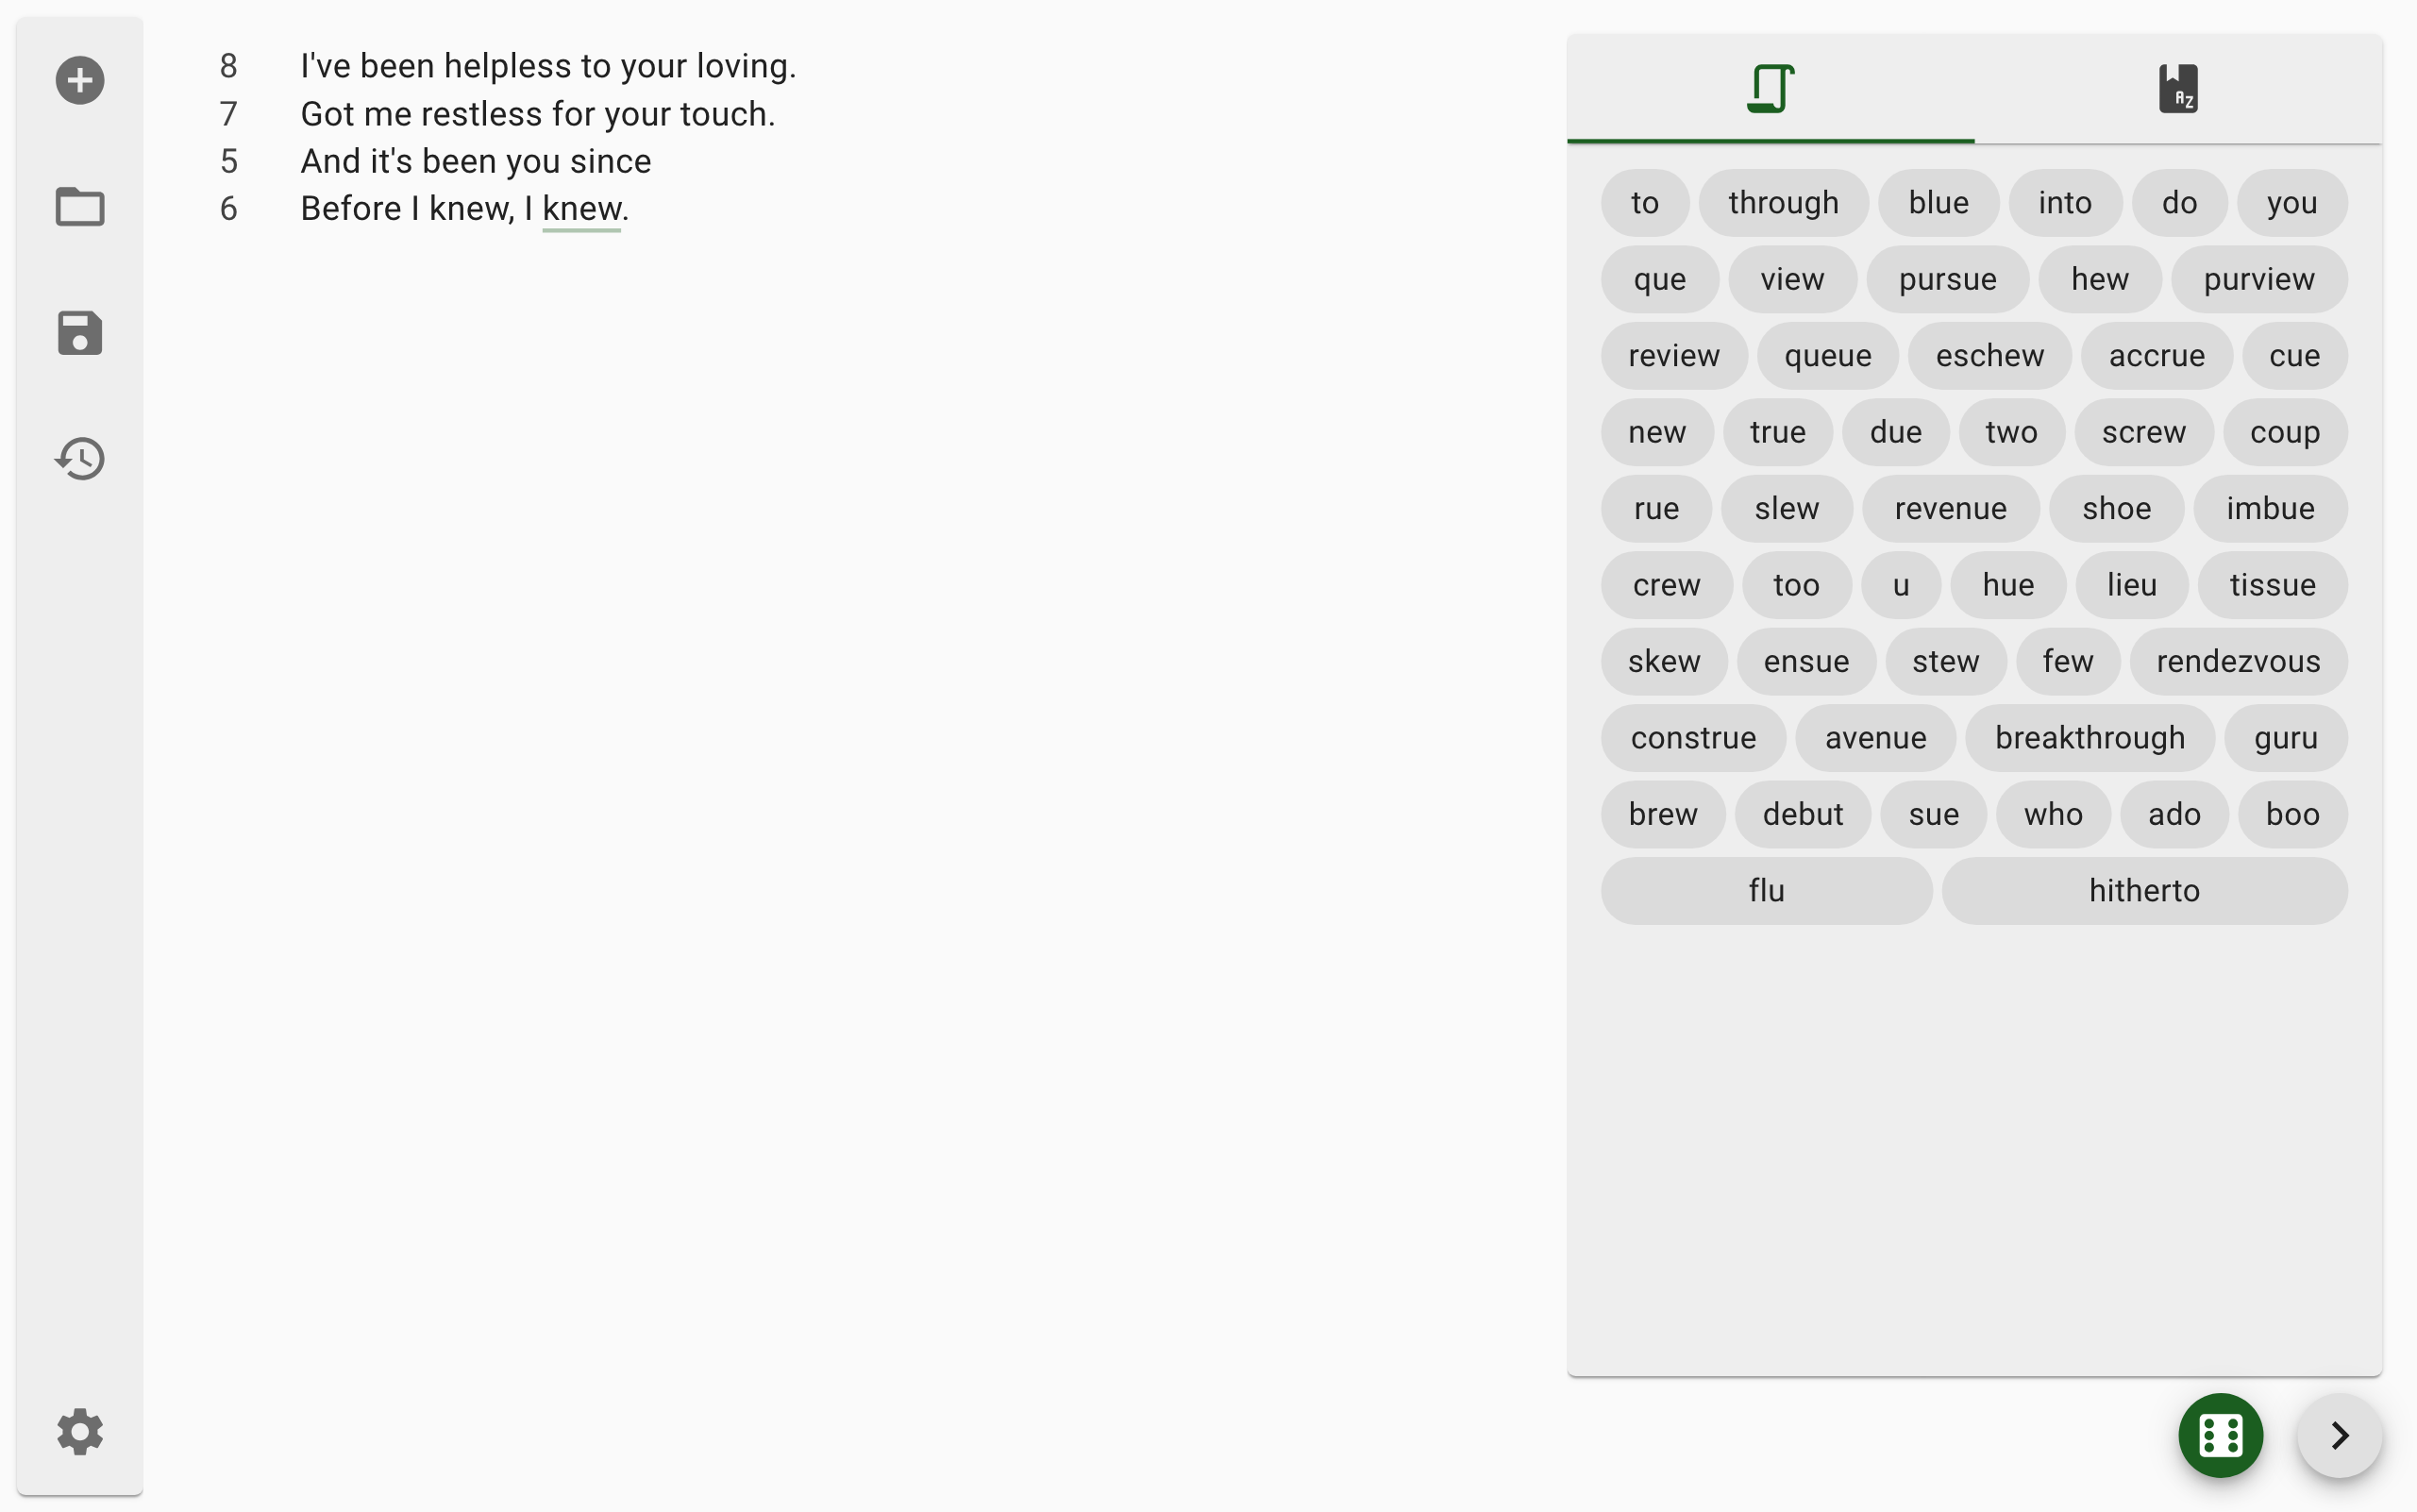 8 I've been helpless to your loving.
7 Got me restless for your touch.
5 And it's been you since
6 Before I knew, I knew.
A Z
to through blue into do you
que view pursue hew purview
review queue eschew accrue cue
new true due two screw coup
rue slew revenue shoe imbue
crew too u hue lieu tissue
skew ensue stew few rendezvous
construe avenue breakthrough guru
brew debut sue who ado boo
flu hitherto